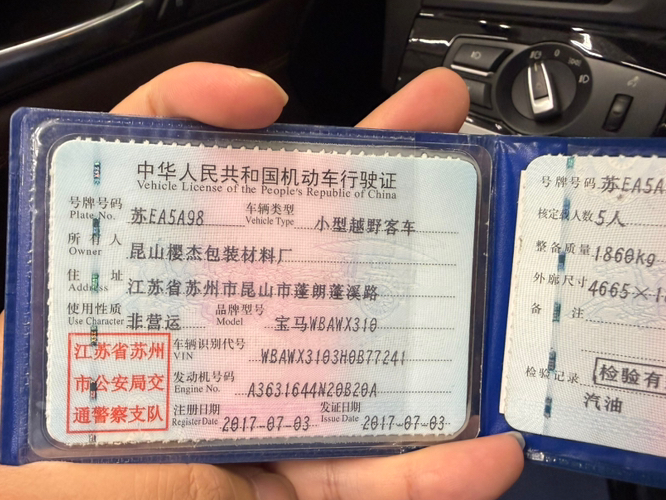 中华人民共和国机动车行驶证
Vehicle License of the People's Republic of China
号牌号码 苏EA5A98 车辆类型 小型越野客车
Plate No. Vehicle Type
所有人 昆山樱杰包装材料厂
Owner
住址 江苏省苏州市昆山市蓬朗蓬溪路
Address
使用性质 非营运 品牌型号 宝马WBAWX310
Use Character Model
江苏省苏州
市公安局交
通警察支队
车辆识别代号 WBAWX3103H0B77241
VIN
发动机号码 A3631644N20B20A
Engine No.
注册日期 2017-07-03 发证日期 2017-07-03
Register Date Issue Date
号牌号码 苏EA5A
核定载人数 5人
整备质量 1860kg
外廓尺寸 4665×1
备注
检验记录 检验有
汽油